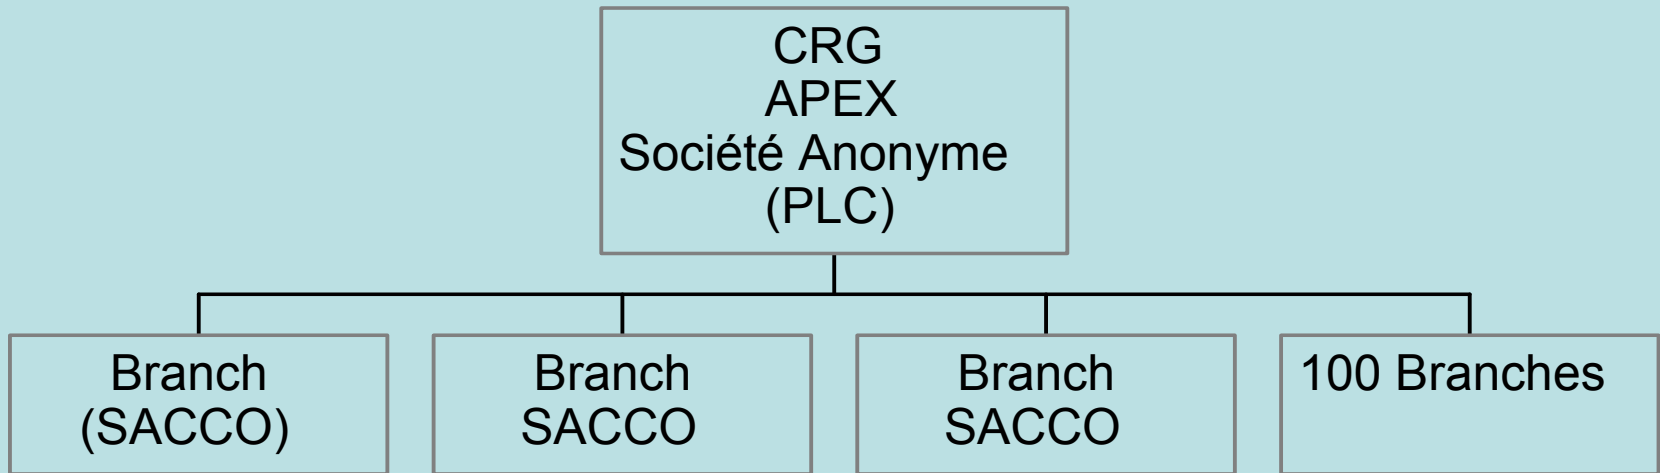 CRG
APEX
Société Anonyme
(PLC)
Branch
(SACCO)
Branch
SACCO
Branch
SACCO
100 Branches